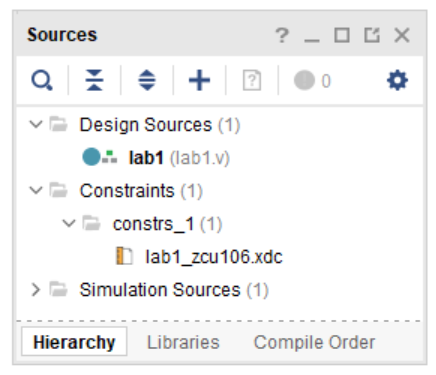 Sources
? 0
Design Sources (1)
lab1 (lab1.v)
Constraints (1)
constrs_1 (1)
lab1_zcu106.xdc
Simulation Sources (1)
Hierarchy Libraries Compile Order